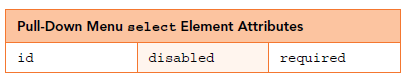 Pull-Down Menu select Element Attributes
id disabled required